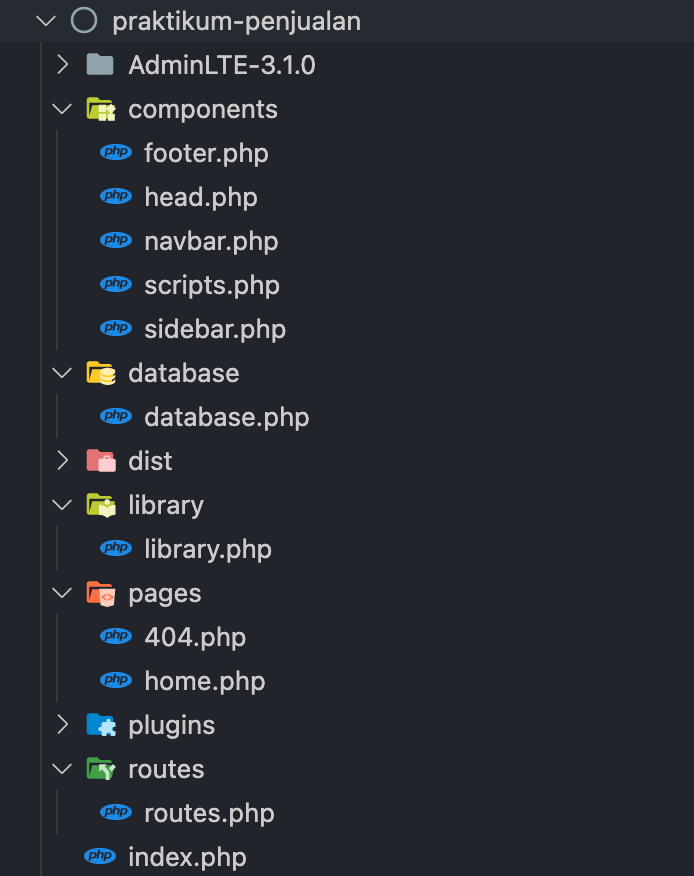 praktikum-penjualan
AdminLTE-3.1.0
components
php footer.php
php head.php
php navbar.php
php scripts.php
php sidebar.php
database
php database.php
dist
library
php library.php
pages
php 404.php
php home.php
plugins
routes
php routes.php
php index.php